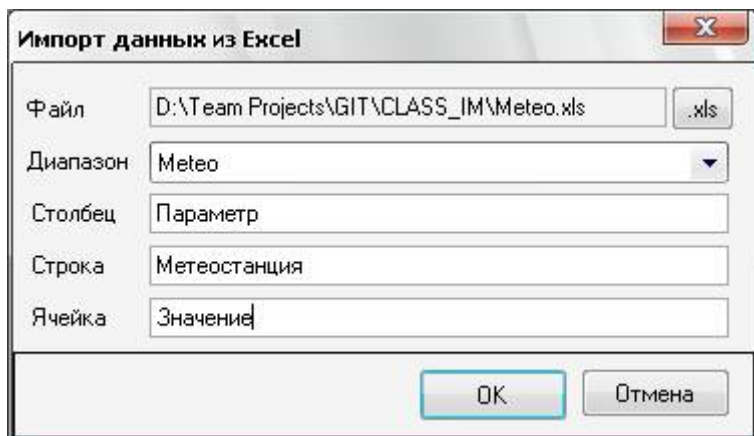 Импорт данных из Excel
Файл D:\Team Projects\GIT\CLASS_IM\Meteo.xls .xls
Диапазон Meteo
Столбец Параметр
Строка Метеостанция
Ячейка Значение
OK Отмена